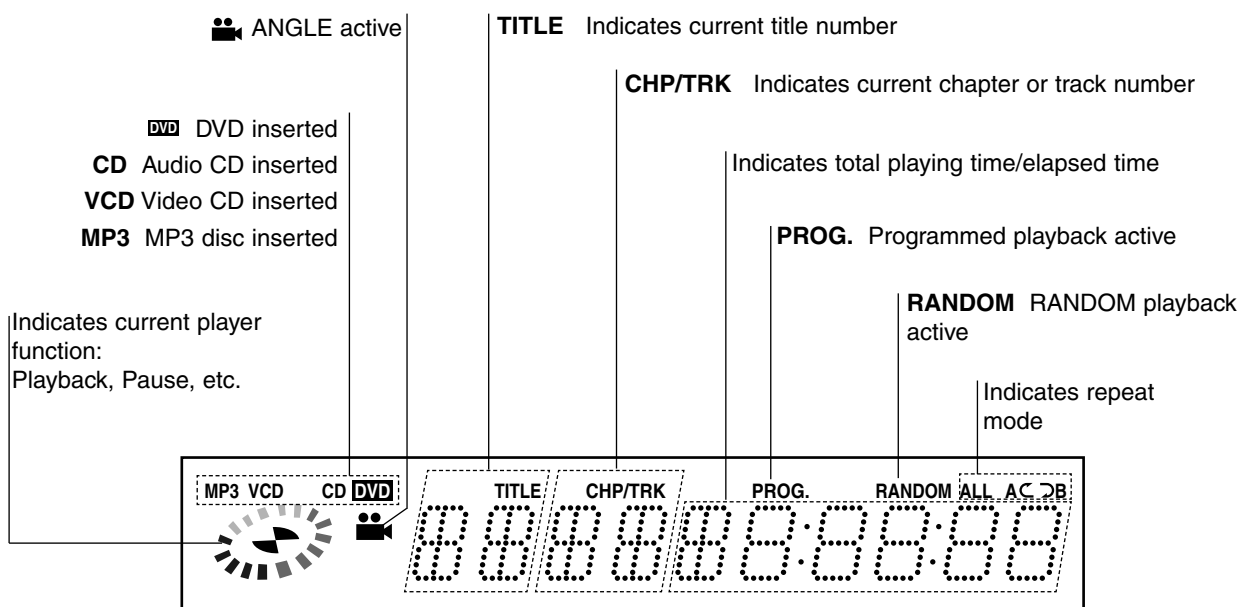 ANGLE active
TITLE Indicates current title number
CHP/TRK Indicates current chapter or track number
DVD DVD inserted
CD Audio CD inserted
VCD Video CD inserted
MP3 MP3 disc inserted
Indicates total playing time/elapsed time
PROG. Programmed playback active
RANDOM RANDOM playback
active
Indicates current player
function:
Playback, Pause, etc.
Indicates repeat
mode
MP3 VCD CD DVD TITLE CHP/TRK PROG. RANDOM ALL A B